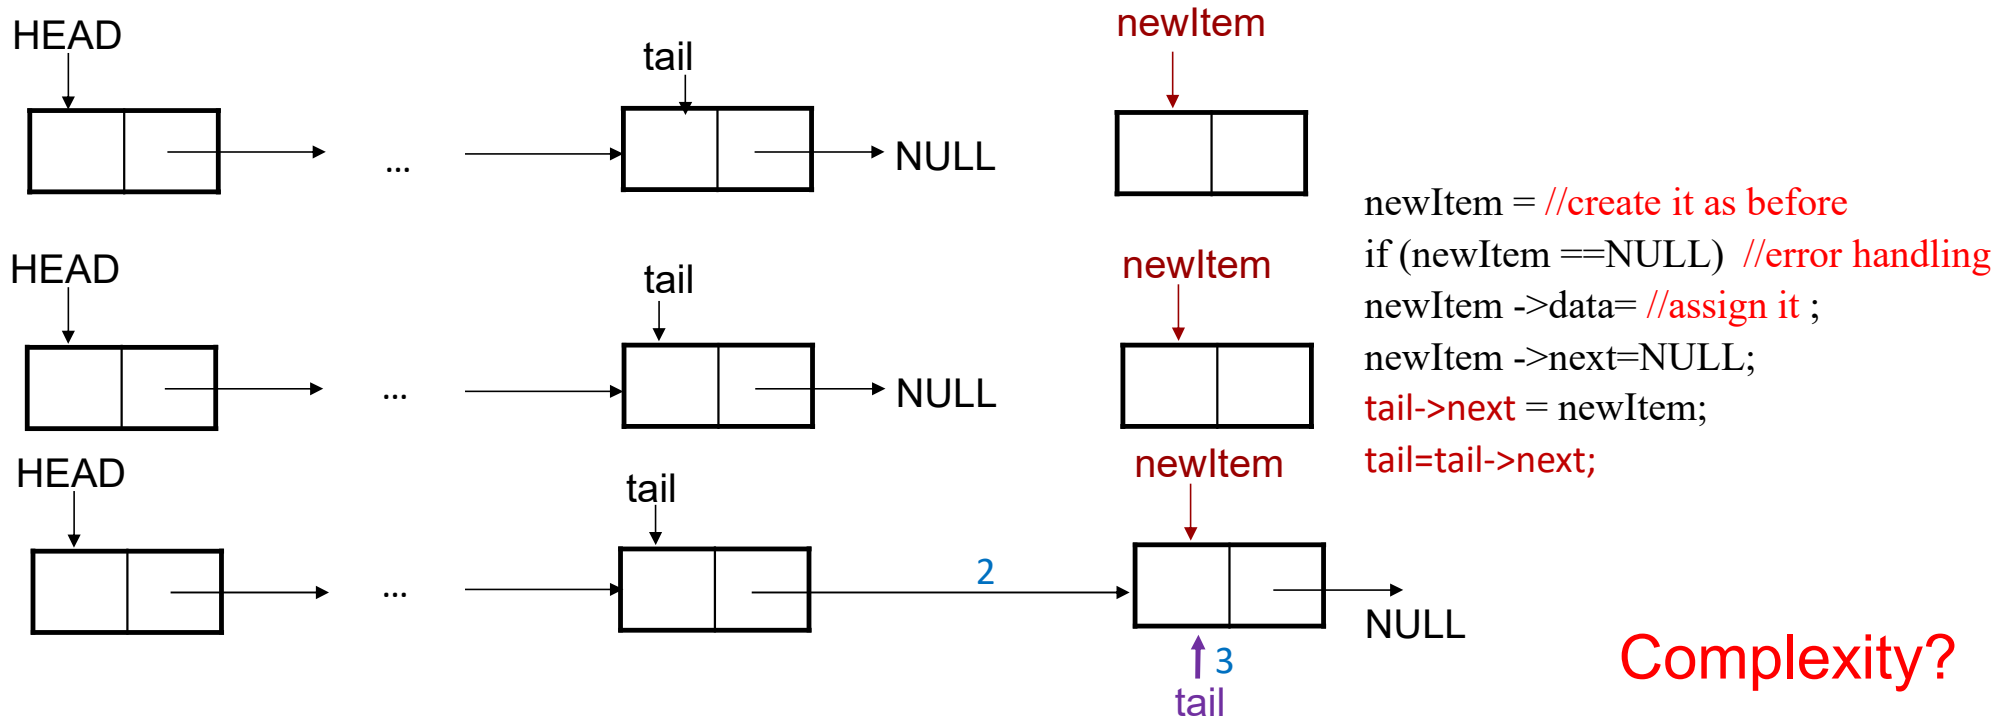 HEAD
tail
newItem
...
NULL
HEAD
tail
newItem
...
NULL
HEAD
tail
newItem
...
2
NULL
3
tail
newItem = //create it as before
if (newItem ==NULL)  //error handling
newItem ->data= //assign it ;
newItem ->next=NULL;
tail->next = newItem;
tail=tail->next;
Complexity?